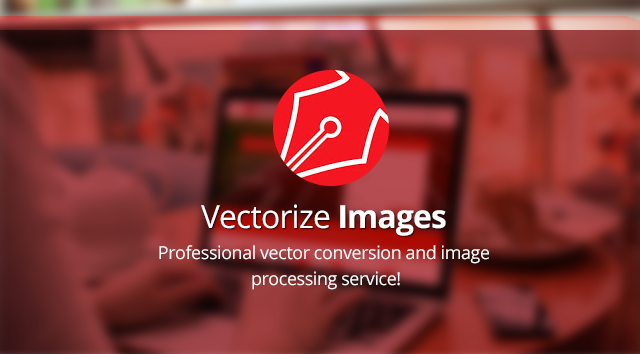 Vectorize Images
Professional vector conversion and image
processing service!